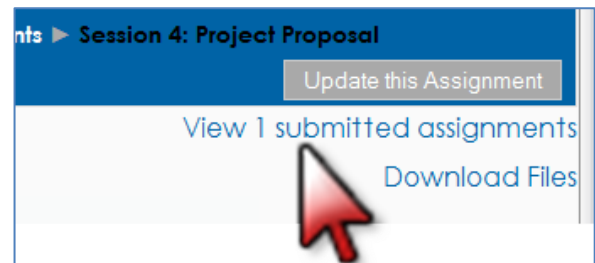 nts ► Session 4: Project Proposal
Update this Assignment
View 1 submitted assignments
Download Files